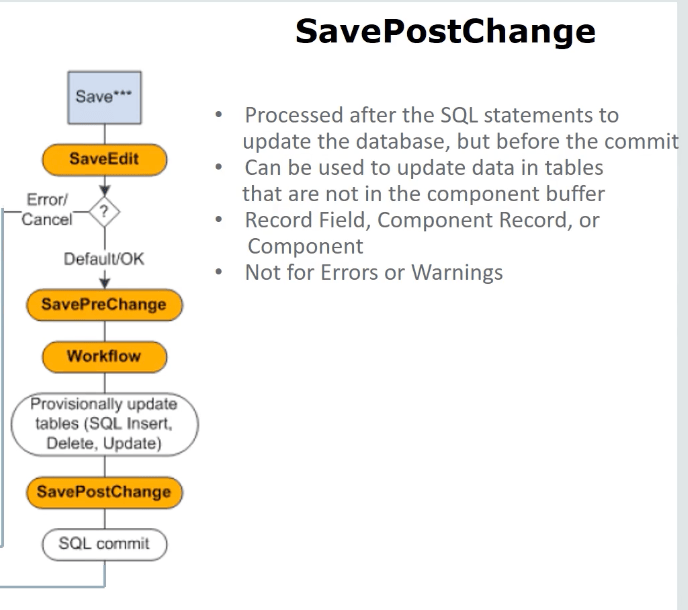 SavePostChange
Save***
SaveEdit
Error/
Cancel
?
Default/OK
SavePreChange
Workflow
Provisionally update
tables (SQL Insert,
Delete, Update)
SavePostChange
SQL commit
• Processed after the SQL statements to
update the database, but before the commit
• Can be used to update data in tables
that are not in the component buffer
• Record Field, Component Record, or
Component
• Not for Errors or Warnings